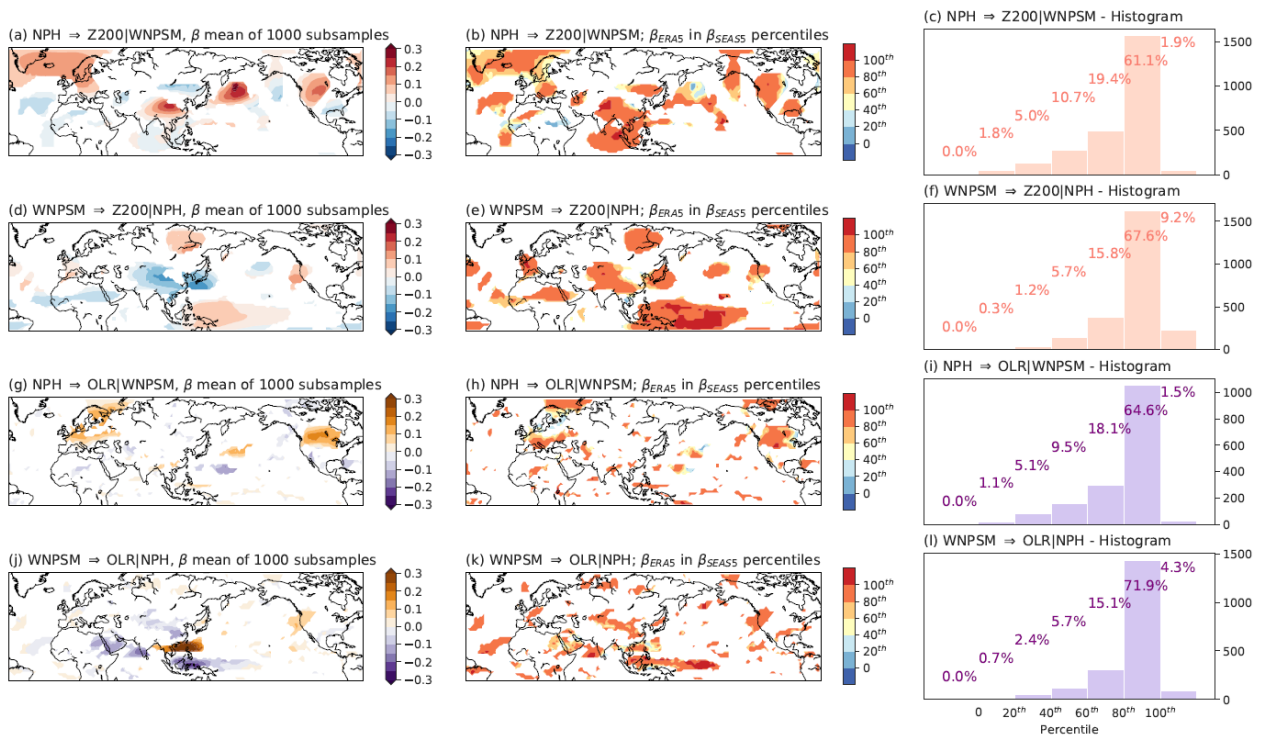 (a) NPH ⇒ Z200|WNPSM, β mean of 1000 subsamples
0.3
0.2
0.1
0.0
−0.1
−0.2
−0.3
(b) NPH ⇒ Z200|WNPSM; β_ERA5 in β_SEAS5 percentiles
100th
80th
60th
40th
20th
0
(c) NPH ⇒ Z200|WNPSM - Histogram
0.0%
1.8%
5.0%
10.7%
19.4%
61.1%
1.9%
1500
1000
500
0
(d) WNPSM ⇒ Z200|NPH, β mean of 1000 subsamples
0.3
0.2
0.1
0.0
−0.1
−0.2
−0.3
(e) WNPSM ⇒ Z200|NPH; β_ERA5 in β_SEAS5 percentiles
100th
80th
60th
40th
20th
0
(f) WNPSM ⇒ Z200|NPH - Histogram
0.0%
0.3%
1.2%
5.7%
15.8%
67.6%
9.2%
1500
1000
500
0
(g) NPH ⇒ OLR|WNPSM, β mean of 1000 subsamples
0.3
0.2
0.1
0.0
−0.1
−0.2
−0.3
(h) NPH ⇒ OLR|WNPSM; β_ERA5 in β_SEAS5 percentiles
100th
80th
60th
40th
20th
0
(i) NPH ⇒ OLR|WNPSM - Histogram
0.0%
1.1%
5.1%
9.5%
18.1%
64.6%
1.5%
1000
800
600
400
200
0
(j) WNPSM ⇒ OLR|NPH, β mean of 1000 subsamples
0.3
0.2
0.1
0.0
−0.1
−0.2
−0.3
(k) WNPSM ⇒ OLR|NPH; β_ERA5 in β_SEAS5 percentiles
100th
80th
60th
40th
20th
0
(l) WNPSM ⇒ OLR|NPH - Histogram
0.0%
0.7%
2.4%
5.7%
15.1%
71.9%
4.3%
1500
1000
500
0
0 20th 40th 60th 80th 100th
Percentile